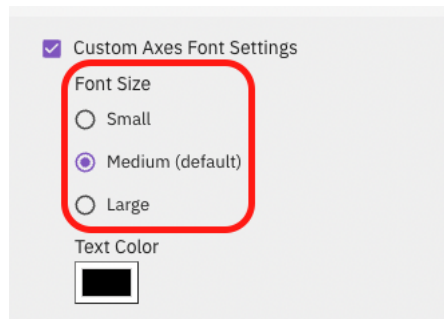 Custom Axes Font Settings
Font Size
Small
Medium (default)
Large
Text Color